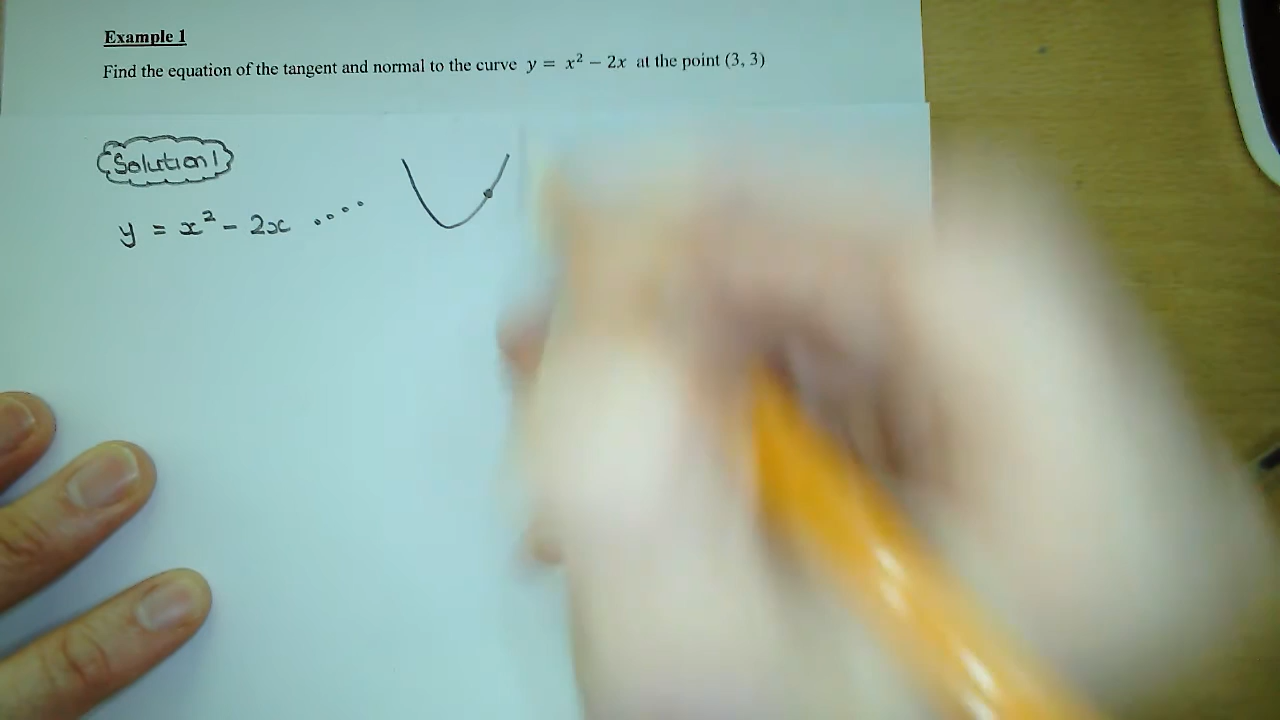 Example 1
Find the equation of the tangent and normal to the curve y = x² − 2x at the point (3, 3)
Solution!
y = x² - 2x ....